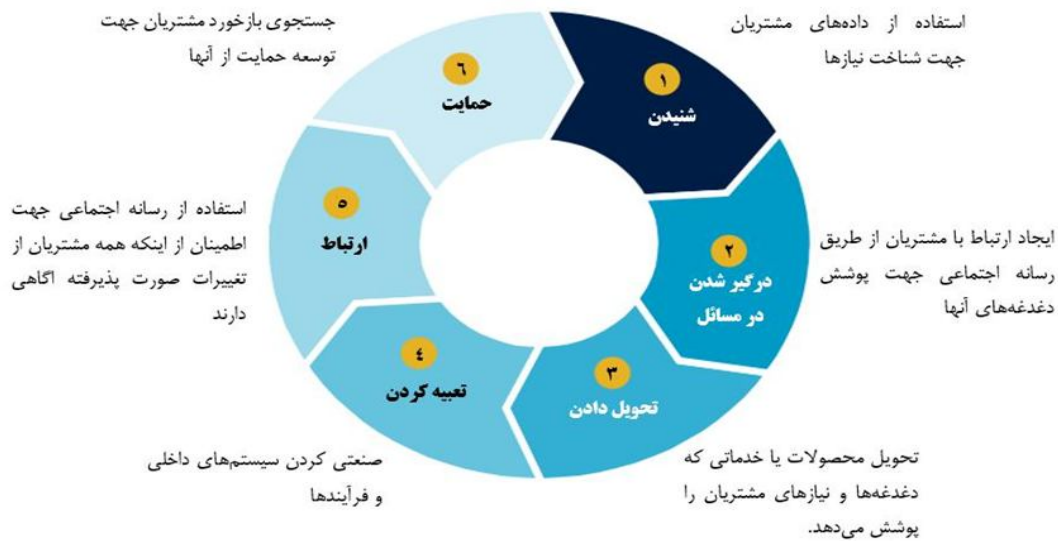 ۱
شنیدن
استفاده از داده‌های مشتریان
جهت شناخت نیازها
۲
درگیر شدن
در مسائل
ایجاد ارتباط با مشتریان از طریق
رسانه اجتماعی جهت پوشش
دغدغه‌های آنها
۳
تحویل دادن
تحویل محصولات یا خدماتی که
دغدغه‌ها و نیازهای مشتریان را
پوشش می‌دهد.
٤
تعبیه کردن
صنعتی کردن سیستم‌های داخلی
و فرآیندها
٥
ارتباط
استفاده از رسانه اجتماعی جهت
اطمینان از اینکه همه مشتریان از
تغییرات صورت پذیرفته اگاهی
دارند
٦
حمایت
جستجوی بازخورد مشتریان جهت
توسعه حمایت از آنها